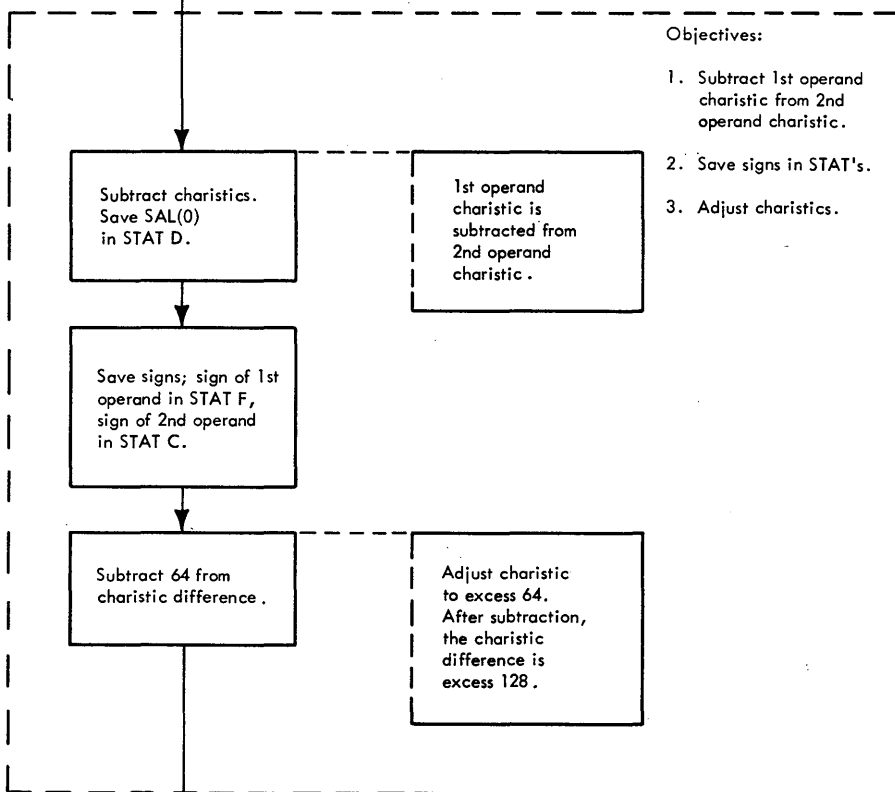 Objectives:
1. Subtract 1st operand
charistic from 2nd
operand charistic.
2. Save signs in STAT's.
3. Adjust charistics.
Subtract charistics.
Save SAL(0)
in STAT D.
1st operand
charistic is
subtracted from
2nd operand
charistic.
Save signs; sign of 1st
operand in STAT F,
sign of 2nd operand
in STAT C.
Subtract 64 from
charistic difference.
Adjust charistic
to excess 64.
After subtraction,
the charistic
difference is
excess 128.